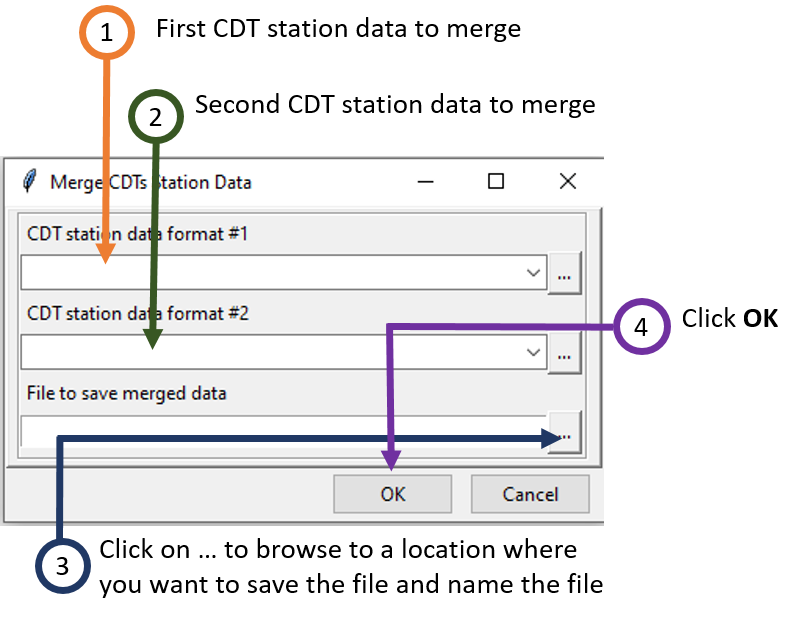 1 First CDT station data to merge
2 Second CDT station data to merge
Merge CDTs Station Data
CDT station data format #1
...
CDT station data format #2
...
4 Click OK
File to save merged data
...
OK Cancel
3 Click on ... to browse to a location where
you want to save the file and name the file